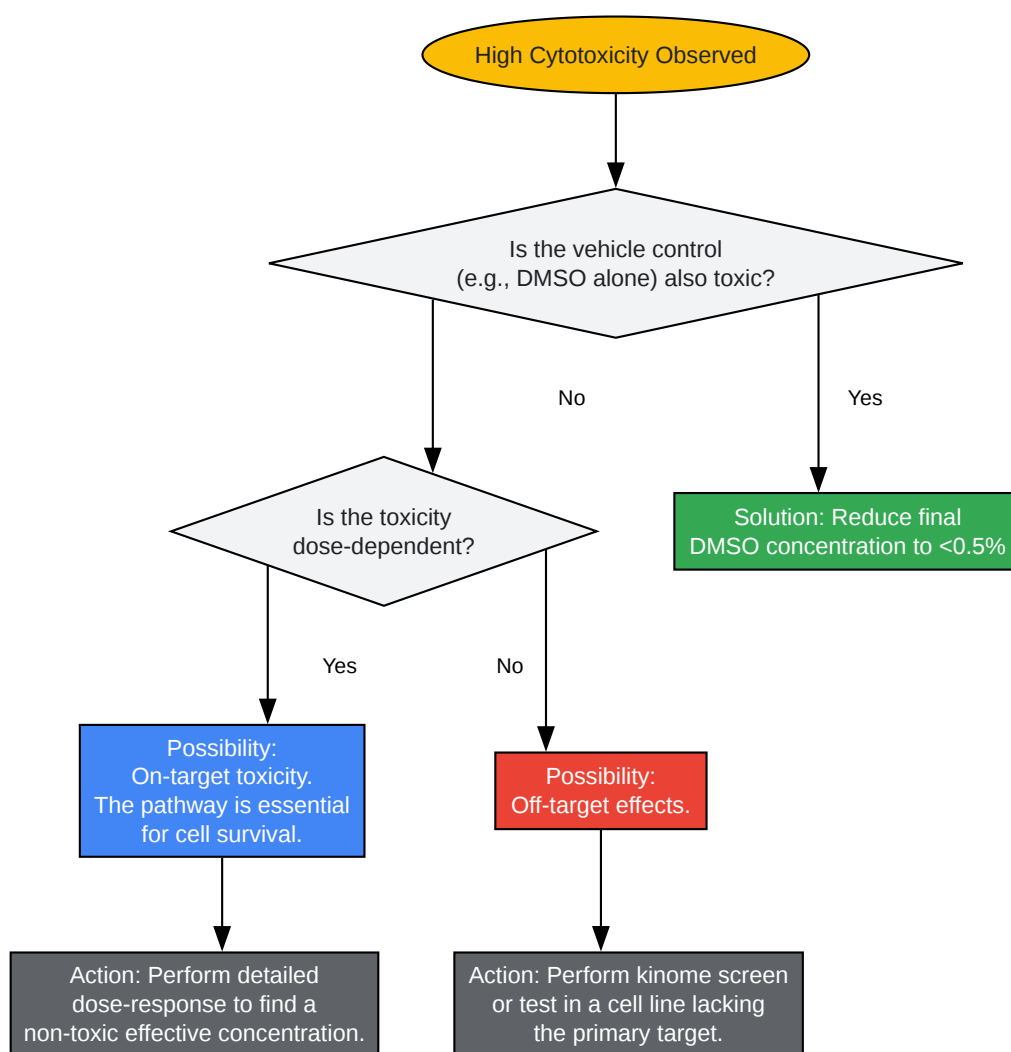 High Cytotoxicity Observed
Is the vehicle control
(e.g., DMSO alone) also toxic?
No
Yes
Is the toxicity
dose-dependent?
Solution: Reduce final
DMSO concentration to <0.5%
Yes
No
Possibility:
On-target toxicity.
The pathway is essential
for cell survival.
Possibility:
Off-target effects.
Action: Perform detailed
dose-response to find a
non-toxic effective concentration.
Action: Perform kinome screen
or test in a cell line lacking
the primary target.